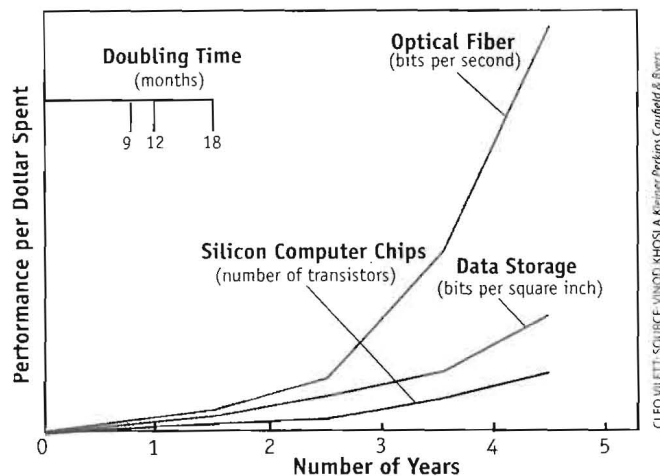 Doubling Time
(months)
9 12 18
Optical Fiber
(bits per second)
Silicon Computer Chips
(number of transistors)
Data Storage
(bits per square inch)
Performance per Dollar Spent
0 1 2 3 4 5
Number of Years
CLEO VILETT; SOURCE: VINOD KHOSLA Kleiner Perkins Caufield & Byers